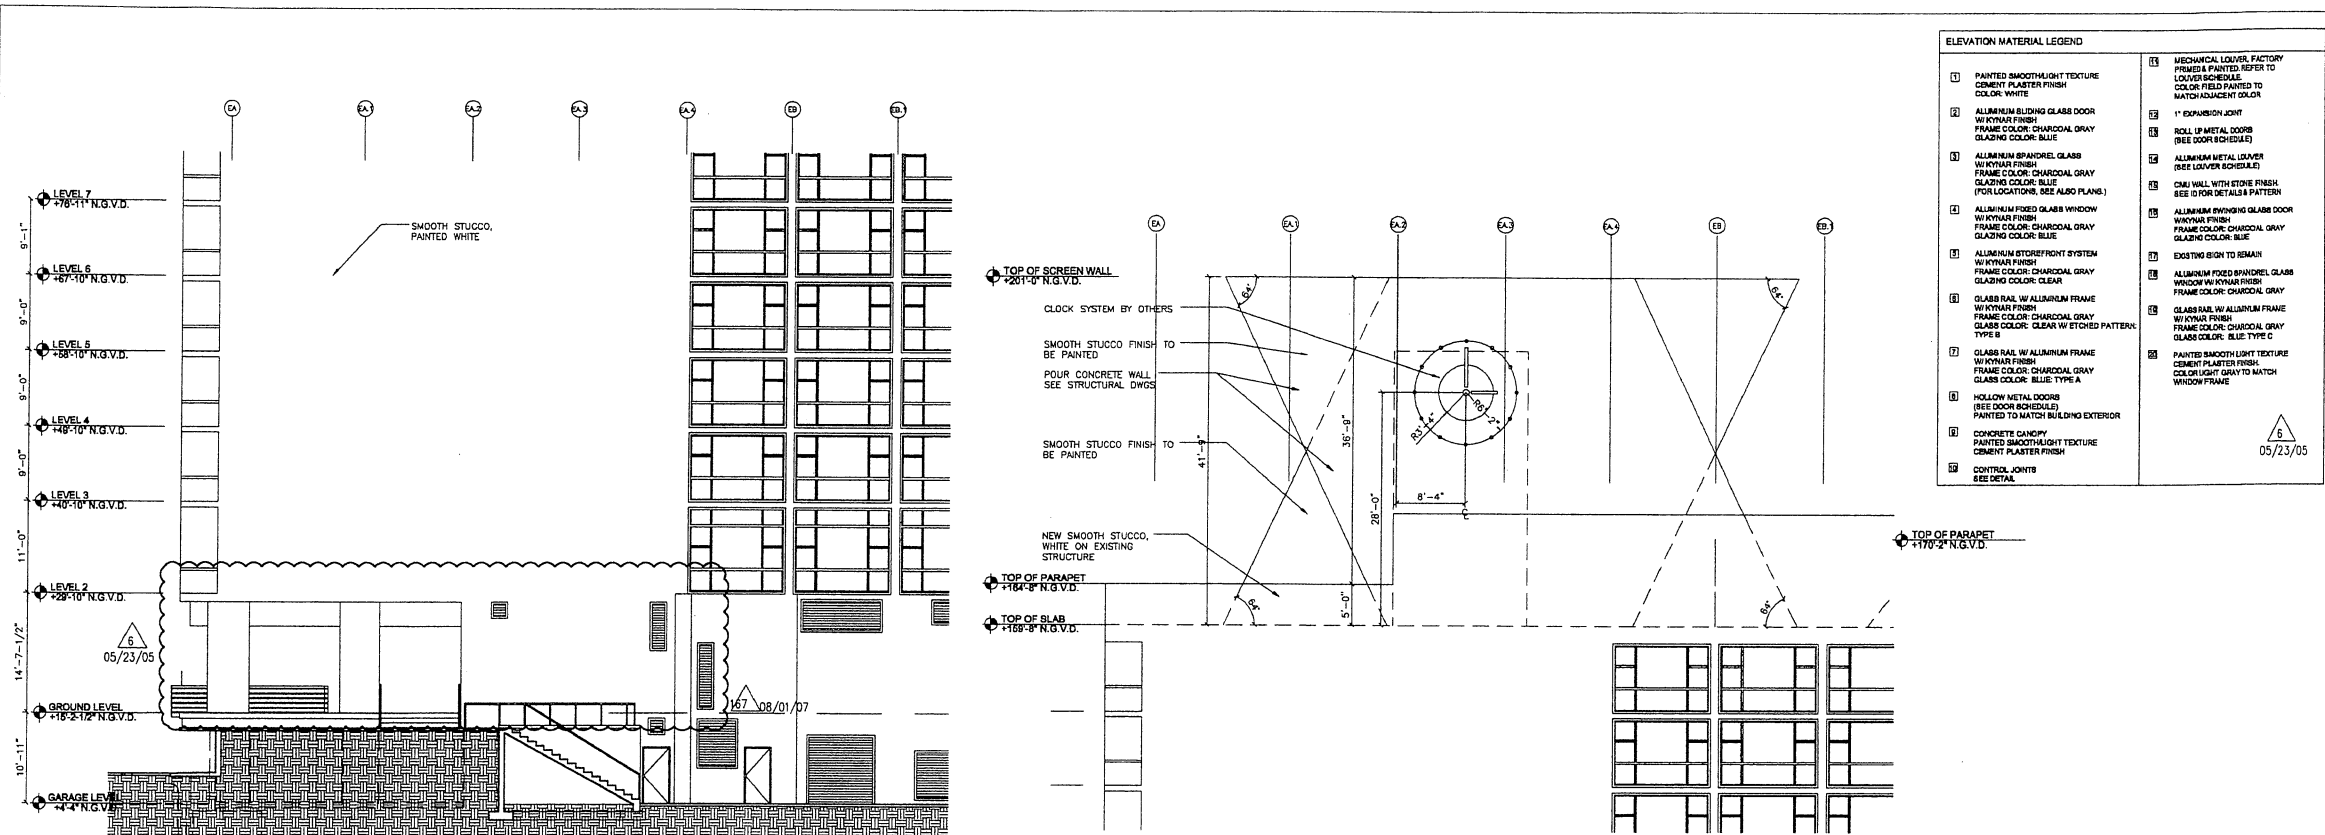 EA
EA.1
EA.2
EA.3
EA.4
EB
EB.1
LEVEL 7
+76'-11" N.G.V.D.
9'-1"
SMOOTH STUCCO,
PAINTED WHITE
LEVEL 6
+67'-10" N.G.V.D.
9'-0"
LEVEL 5
+58'-10" N.G.V.D.
9'-0"
LEVEL 4
+49'-10" N.G.V.D.
9'-0"
LEVEL 3
+40'-10" N.G.V.D.
11'-0"
LEVEL 2
+29'-10" N.G.V.D.
6
05/23/05
14'-7-1/2"
GROUND LEVEL
+15'-2-1/2" N.G.V.D.
167
08/01/07
10'-11"
GARAGE LEVEL
+4'-4" N.G.V.D.
EA
EA.1
EA.2
EA.3
EA.4
EB
EB.1
TOP OF SCREEN WALL
+201'-0" N.G.V.D.
64°
64°
CLOCK SYSTEM BY OTHERS
SMOOTH STUCCO FINISH TO
BE PAINTED
POUR CONCRETE WALL
SEE STRUCTURAL DWGS
R3'-4"
R6'-2"
41'-9"
36'-9"
SMOOTH STUCCO FINISH TO
BE PAINTED
8'-4"
28'-0"
NEW SMOOTH STUCCO,
WHITE ON EXISTING
STRUCTURE
TOP OF PARAPET
+170'-2" N.G.V.D.
TOP OF PARAPET
+164'-8" N.G.V.D.
5'-0"
64°
64°
TOP OF SLAB
+159'-8" N.G.V.D.
ELEVATION MATERIAL LEGEND
1 PAINTED SMOOTH/LIGHT TEXTURE
CEMENT PLASTER FINISH
COLOR: WHITE
2 ALUMINUM SLIDING GLASS DOOR
W/ KYNAR FINISH
FRAME COLOR: CHARCOAL GRAY
GLAZING COLOR: BLUE
3 ALUMINUM SPANDREL GLASS
W/ KYNAR FINISH
FRAME COLOR: CHARCOAL GRAY
GLAZING COLOR: BLUE
(FOR LOCATIONS, SEE ALSO PLANS.)
4 ALUMINUM FIXED GLASS WINDOW
W/ KYNAR FINISH
FRAME COLOR: CHARCOAL GRAY
GLAZING COLOR: BLUE
5 ALUMINUM STOREFRONT SYSTEM
W/ KYNAR FINISH
FRAME COLOR: CHARCOAL GRAY
GLAZING COLOR: CLEAR
6 GLASS RAIL W/ ALUMINUM FRAME
W/ KYNAR FINISH
FRAME COLOR: CHARCOAL GRAY
GLASS COLOR: CLEAR W/ ETCHED PATTERN:
TYPE B
7 GLASS RAIL W/ ALUMINUM FRAME
W/ KYNAR FINISH
FRAME COLOR: CHARCOAL GRAY
GLASS COLOR: BLUE: TYPE A
8 HOLLOW METAL DOORS
(SEE DOOR SCHEDULE)
PAINTED TO MATCH BUILDING EXTERIOR
9 CONCRETE CANOPY
PAINTED SMOOTH/LIGHT TEXTURE
CEMENT PLASTER FINISH
10 CONTROL JOINTS
SEE DETAIL
11 MECHANICAL LOUVER, FACTORY
PRIMED & PAINTED. REFER TO
LOUVER SCHEDULE.
COLOR: FIELD PAINTED TO
MATCH ADJACENT COLOR
12 1" EXPANSION JOINT
13 ROLL UP METAL DOORS
(SEE DOOR SCHEDULE)
14 ALUMINUM METAL LOUVER
(SEE LOUVER SCHEDULE)
15 CMU WALL WITH STONE FINISH.
SEE ID FOR DETAILS & PATTERN
16 ALUMINUM SWINGING GLASS DOOR
W/KYNAR FINISH
FRAME COLOR: CHARCOAL GRAY
GLAZING COLOR: BLUE
17 EXISTING SIGN TO REMAIN
18 ALUMINUM FIXED SPANDREL GLASS
WINDOW W/ KYNAR FINISH
FRAME COLOR: CHARCOAL GRAY
19 GLASS RAIL W/ ALUMINUM FRAME
W/ KYNAR FINISH
FRAME COLOR: CHARCOAL GRAY
GLASS COLOR: BLUE: TYPE C
20 PAINTED SMOOTH LIGHT TEXTURE
CEMENT PLASTER FINISH.
COLOR LIGHT GRAY TO MATCH
WINDOW FRAME
6
05/23/05